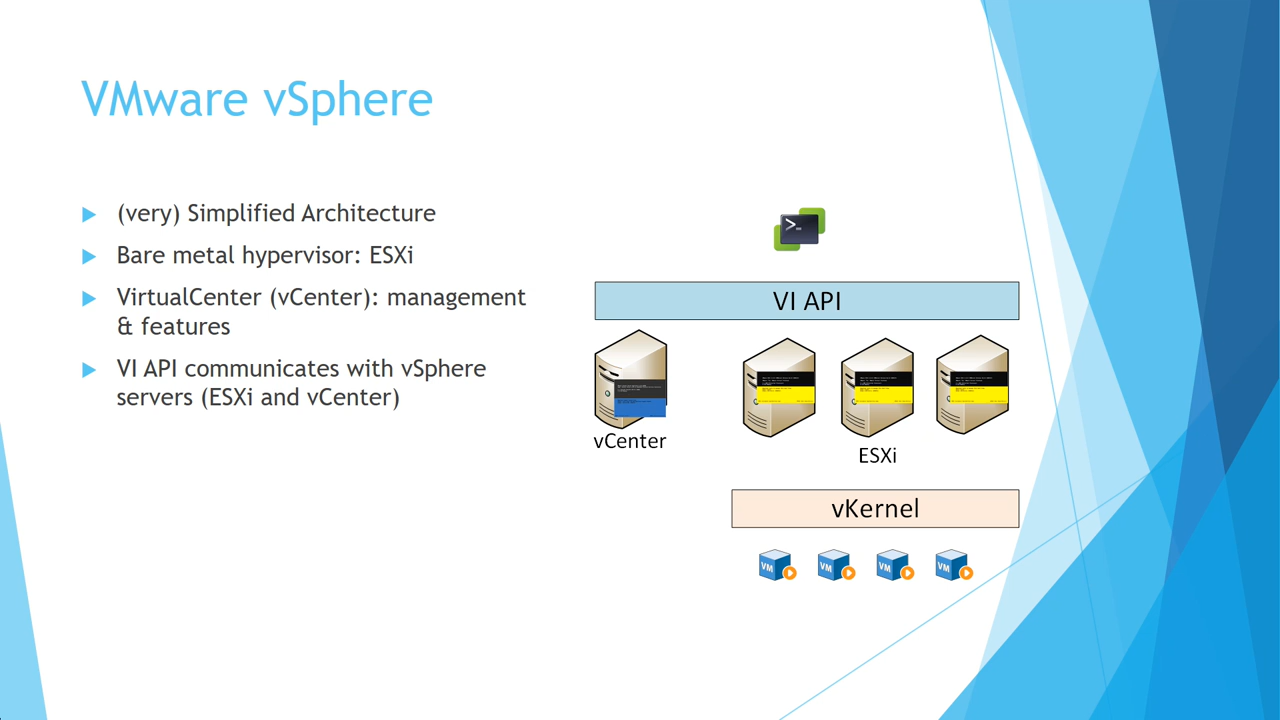 VMware vSphere
(very) Simplified Architecture
Bare metal hypervisor: ESXi
VirtualCenter (vCenter): management
& features
VI API communicates with vSphere
servers (ESXi and vCenter)
>_
VI API
vCenter
ESXi
vKernel
VM
VM
VM
VM